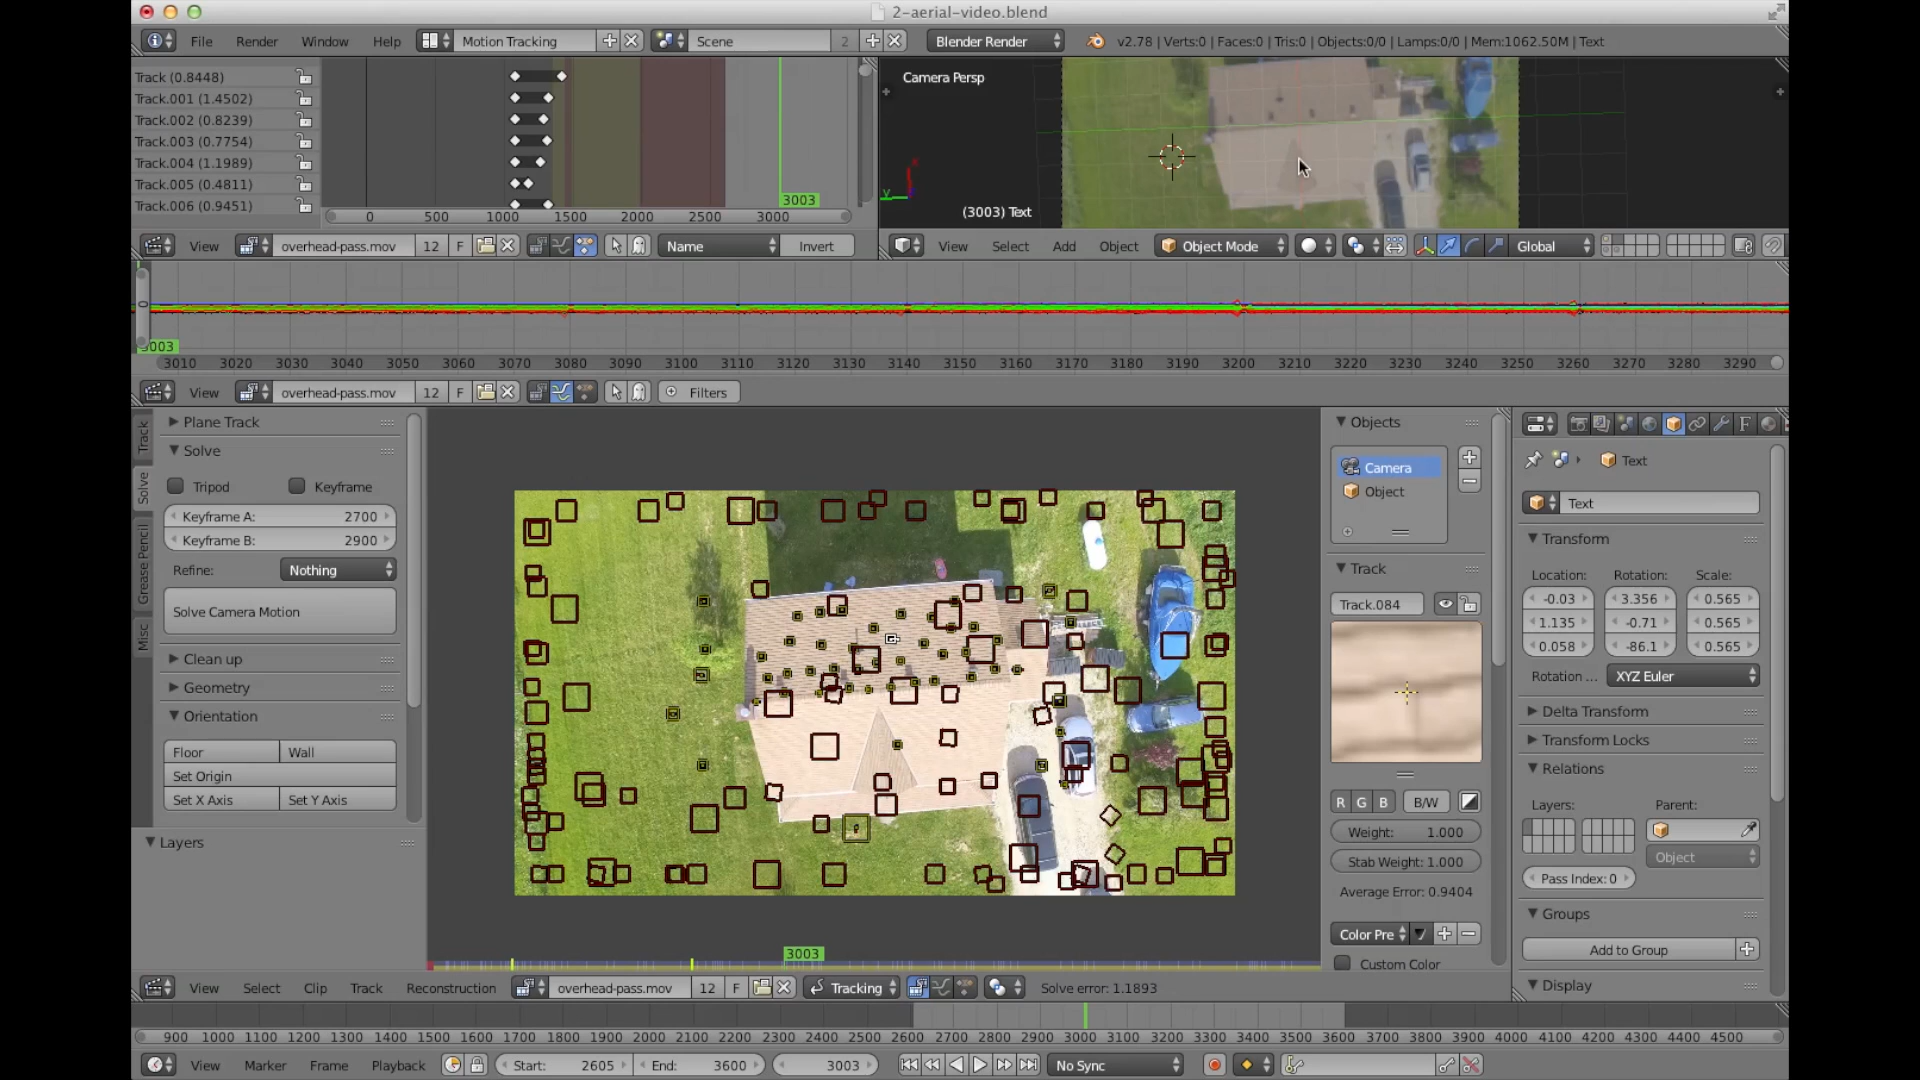 2-aerial-video.blend
File Render Window Help Motion Tracking Scene 2 Blender Render v2.78 | Verts:0 | Faces:0 | Tris:0 | Objects:0/0 | Lamps:0/0 | Mem:1062.50M | Text
Track (0.8448)
Track.001 (1.4502)
Track.002 (0.8239)
Track.003 (0.7754)
Track.004 (1.1989)
Track.005 (0.4811)
Track.006 (0.9451)
3003
0 500 1000 1500 2000 2500 3000
Camera Persp
(3003) Text
View overhead-pass.mov 12 F Name Invert
View Select Add Object Object Mode Global
0
3003
3010 3020 3030 3040 3050 3060 3070 3080 3090 3100 3110 3120 3130 3140 3150 3160 3170 3180 3190 3200 3210 3220 3230 3240 3250 3260 3270 3280 3290
View overhead-pass.mov 12 F Filters
Track
Solve
Grease Pencil
Misc
Plane Track
Solve
Tripod Keyframe
Keyframe A: 2700
Keyframe B: 2900
Refine: Nothing
Solve Camera Motion
Clean up
Geometry
Orientation
Floor Wall
Set Origin
Set X Axis Set Y Axis
Layers
3003
Objects
Camera
Object
Track
Track.084
R G B B/W
Weight: 1.000
Stab Weight: 1.000
Average Error: 0.9404
Color Pre
Custom Color
Text
Text
Transform
Location: Rotation: Scale:
-0.03 3.356 0.565
1.135 -0.71 0.565
0.058 -86.1 0.565
Rotation ... XYZ Euler
Delta Transform
Transform Locks
Relations
Layers: Parent:
Object
Pass Index: 0
Groups
Add to Group
Display
View Select Clip Track Reconstruction overhead-pass.mov 12 F Tracking Solve error: 1.1893
900 1000 1100 1200 1300 1400 1500 1600 1700 1800 1900 2000 2100 2200 2300 2400 2500 2600 2700 2800 2900 3000 3100 3200 3300 3400 3500 3600 3700 3800 3900 4000 4100 4200 4300 4400 4500
View Marker Frame Playback Start: 2605 End: 3600 3003 No Sync